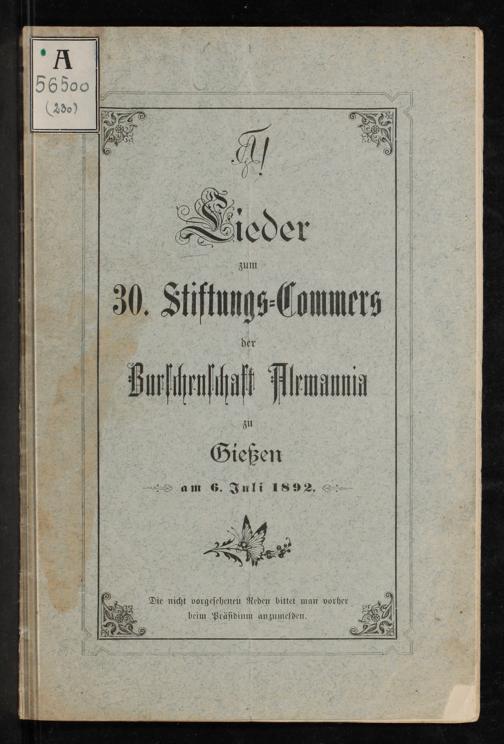 A
56500
(230)
Lieder
zum
30. Stiftungs=Commers
der
Burschenschaft Alemannia
zu
Gießen
am 6. Juli 1892.
Die nicht vorgesehenen Reden bittet man vorher
beim Präsidium anzumelden.